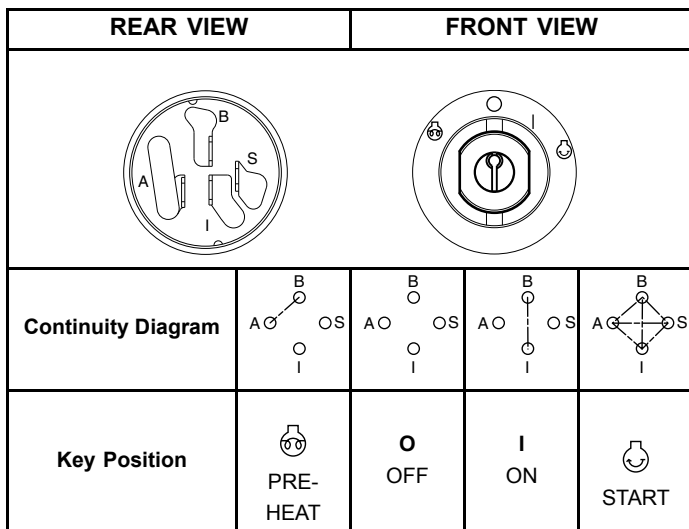 REAR VIEW
FRONT VIEW
B
A
S
I
I
Continuity Diagram
B
A S
I
B
A S
I
B
A S
I
B
A S
I
Key Position
PRE-
HEAT
O
OFF
I
ON
START